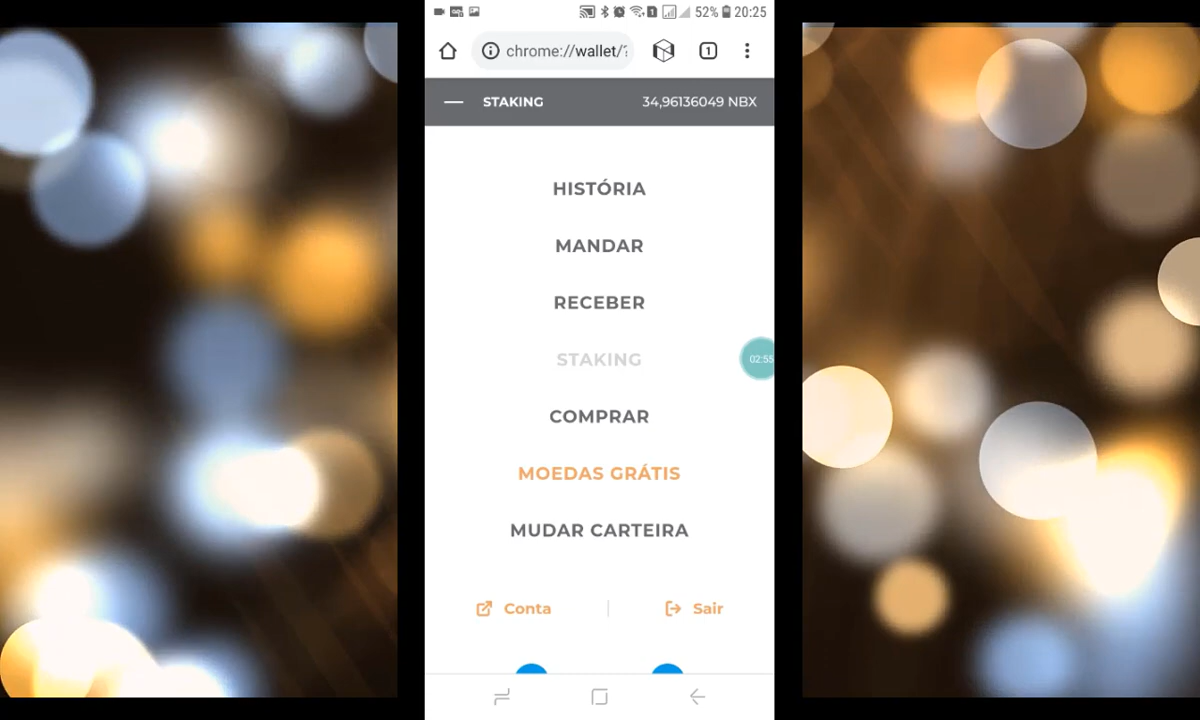 52% 20:25
chrome://wallet/?
1
STAKING 34,96136049 NBX
HISTÓRIA
MANDAR
RECEBER
STAKING
02:55
COMPRAR
MOEDAS GRÁTIS
MUDAR CARTEIRA
Conta Sair